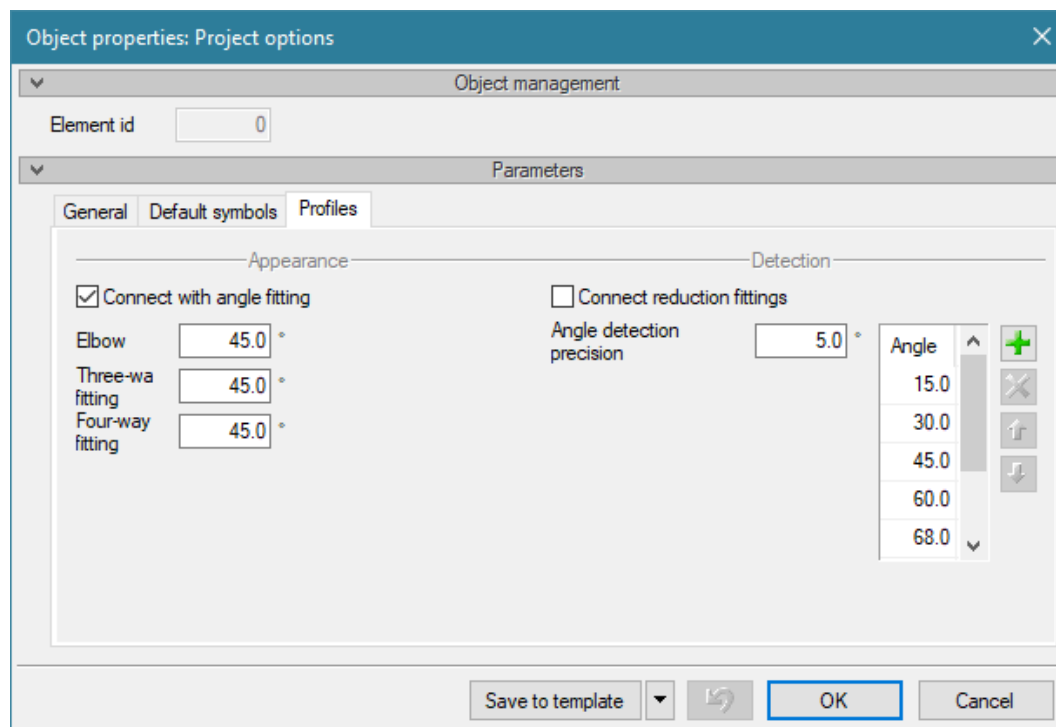 Object properties: Project options
Object management
Element id 0
Parameters
General Default symbols Profiles
Appearance
Detection
Connect with angle fitting
Connect reduction fittings
Elbow 45.0 °
Three-wa
fitting
45.0 °
Four-way
fitting
45.0 °
Angle detection
precision
5.0 °
Angle
15.0
30.0
45.0
60.0
68.0
Save to template OK Cancel